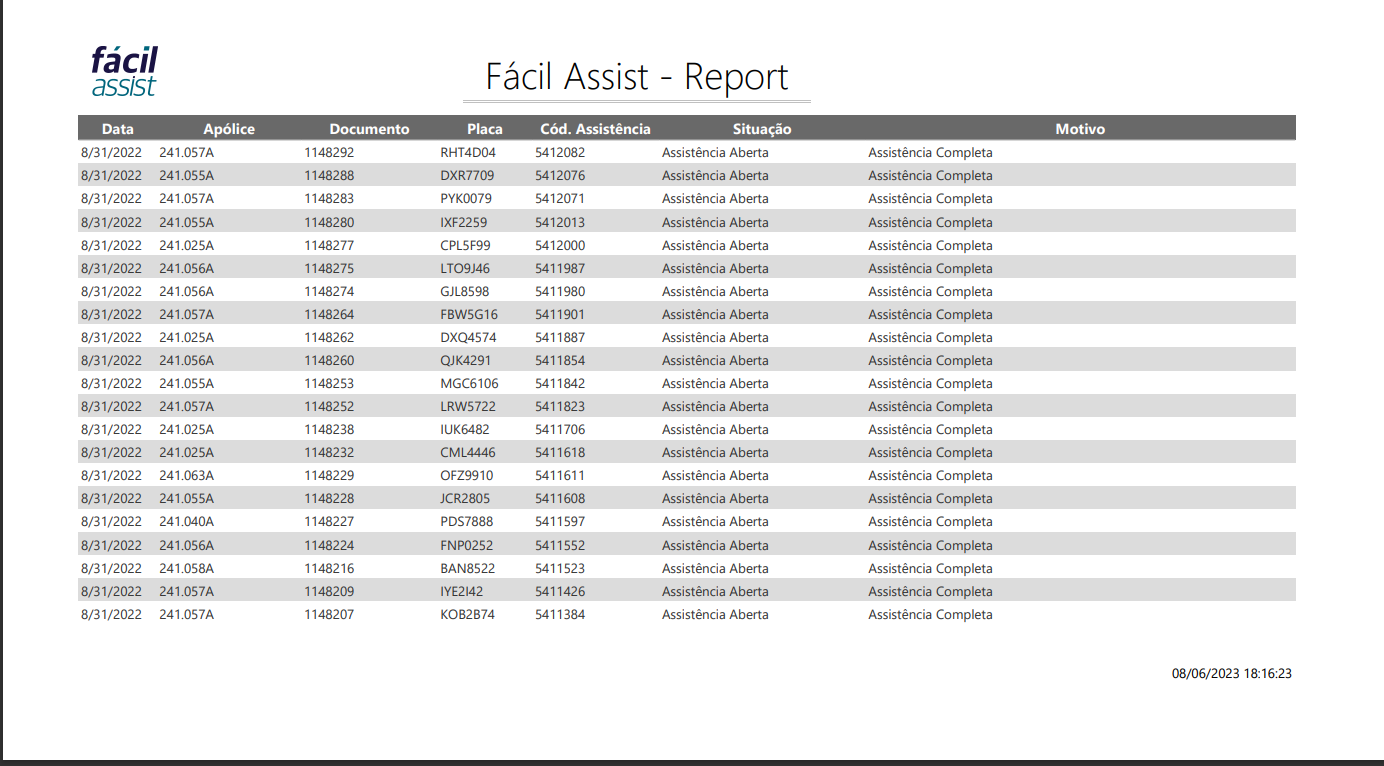 fácil
assist
Fácil Assist - Report
Data Apólice Documento Placa Cód. Assistência Situação Motivo
8/31/2022 241.057A 1148292 RHT4D04 5412082 Assistência Aberta Assistência Completa
8/31/2022 241.055A 1148288 DXR7709 5412076 Assistência Aberta Assistência Completa
8/31/2022 241.057A 1148283 PYK0079 5412071 Assistência Aberta Assistência Completa
8/31/2022 241.055A 1148280 IXF2259 5412013 Assistência Aberta Assistência Completa
8/31/2022 241.025A 1148277 CPL5F99 5412000 Assistência Aberta Assistência Completa
8/31/2022 241.056A 1148275 LTO9J46 5411987 Assistência Aberta Assistência Completa
8/31/2022 241.056A 1148274 GJL8598 5411980 Assistência Aberta Assistência Completa
8/31/2022 241.057A 1148264 FBW5G16 5411901 Assistência Aberta Assistência Completa
8/31/2022 241.025A 1148262 DXQ4574 5411887 Assistência Aberta Assistência Completa
8/31/2022 241.056A 1148260 QJK4291 5411854 Assistência Aberta Assistência Completa
8/31/2022 241.055A 1148253 MGC6106 5411842 Assistência Aberta Assistência Completa
8/31/2022 241.057A 1148252 LRW5722 5411823 Assistência Aberta Assistência Completa
8/31/2022 241.025A 1148238 IUK6482 5411706 Assistência Aberta Assistência Completa
8/31/2022 241.025A 1148232 CML4446 5411618 Assistência Aberta Assistência Completa
8/31/2022 241.063A 1148229 OFZ9910 5411611 Assistência Aberta Assistência Completa
8/31/2022 241.055A 1148228 JCR2805 5411608 Assistência Aberta Assistência Completa
8/31/2022 241.040A 1148227 PDS7888 5411597 Assistência Aberta Assistência Completa
8/31/2022 241.056A 1148224 FNP0252 5411552 Assistência Aberta Assistência Completa
8/31/2022 241.058A 1148216 BAN8522 5411523 Assistência Aberta Assistência Completa
8/31/2022 241.057A 1148209 IYE2I42 5411426 Assistência Aberta Assistência Completa
8/31/2022 241.057A 1148207 KOB2B74 5411384 Assistência Aberta Assistência Completa
08/06/2023 18:16:23